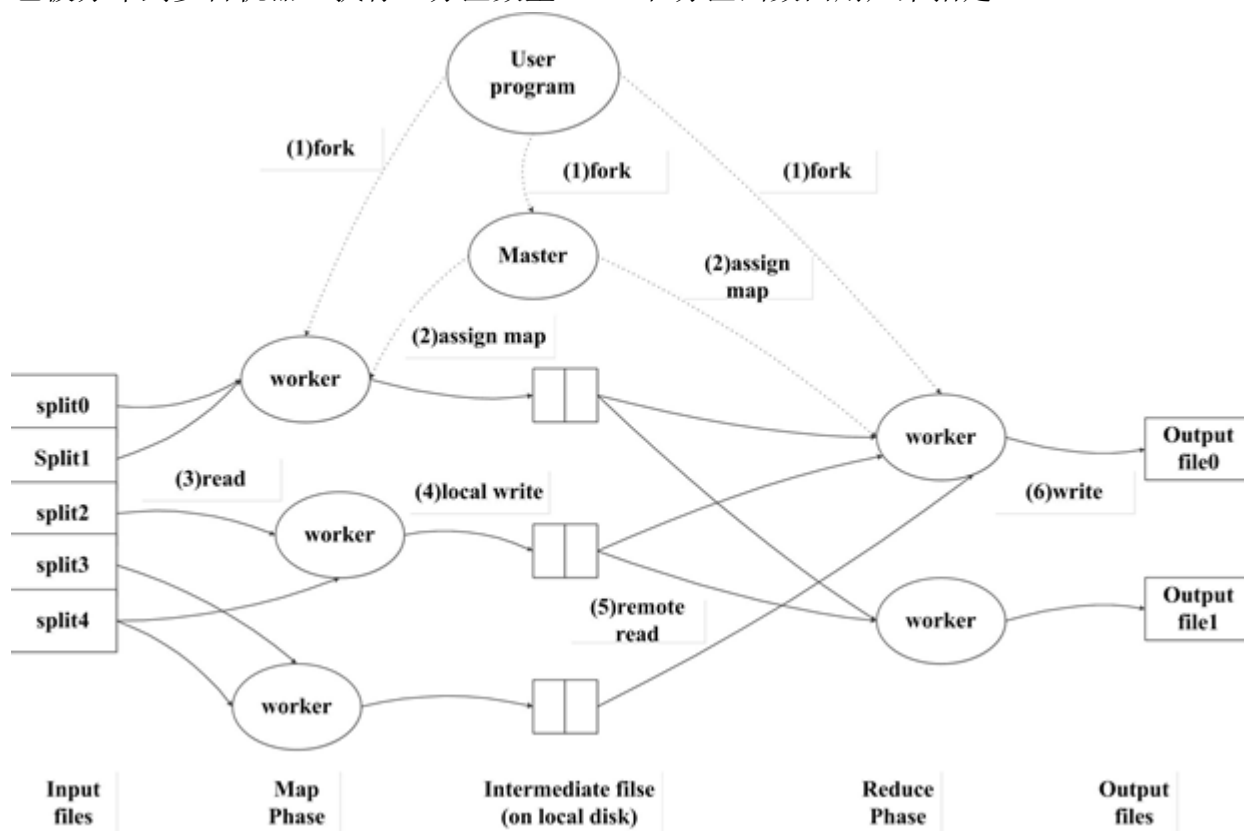 User
program
(1)fork
(1)fork
(1)fork
Master
(2)assign
map
(2)assign map
worker
split0
Split1
worker
Output
file0
(3)read
(4)local write
(6)write
split2
worker
split3
(5)remote
read
worker
Output
file1
split4
worker
Input
files
Map
Phase
Intermediate filse
(on local disk)
Reduce
Phase
Output
files